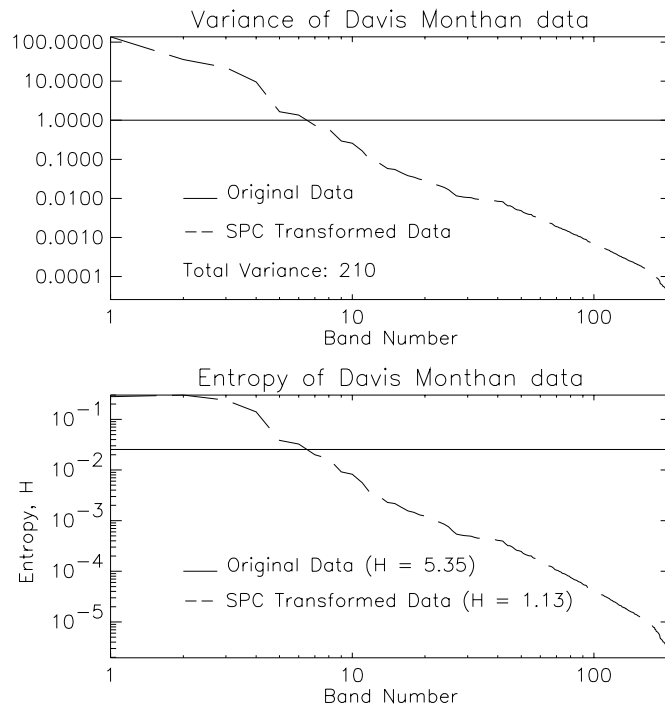 Variance of Davis Monthan data
100.0000
10.0000
1.0000
0.1000
0.0100
0.0010
0.0001
Original Data
SPC Transformed Data
Total Variance: 210
1 10 100
Band Number
Entropy of Davis Monthan data
Entropy, H
10^-1
10^-2
10^-3
10^-4
10^-5
Original Data (H = 5.35)
SPC Transformed Data (H = 1.13)
1 10 100
Band Number